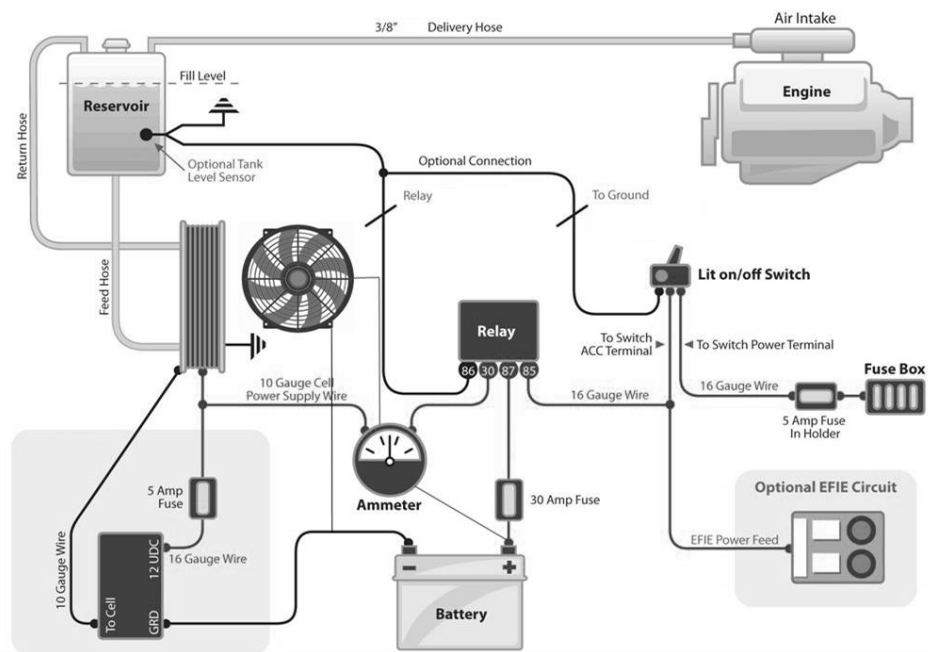 3/8" Delivery Hose
Air Intake
Fill Level
Reservoir
Engine
Return Hose
Optional Tank
Level Sensor
Optional Connection
Relay
To Ground
Feed Hose
Lit on/off Switch
Relay
To Switch
ACC Terminal
To Switch Power Terminal
86 30 87 85
Fuse Box
10 Gauge Cell
Power Supply Wire
16 Gauge Wire
16 Gauge Wire
5 Amp Fuse
In Holder
5 Amp
Fuse
Ammeter
30 Amp Fuse
Optional EFIE Circuit
EFIE Power Feed
10 Gauge Wire
16 Gauge Wire
12 UDC
To Cell
GRD
- +
Battery